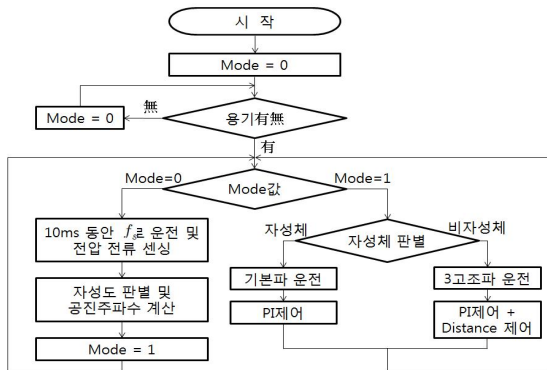 시 작
Mode = 0
Mode = 0
無
용기有無
有
Mode=0
Mode값
Mode=1
10ms 동안 fs로 운전 및
전압 전류 센싱
자성체
자성체 판별
비자성체
자성도 판별 및
공진주파수 계산
기본파 운전
3고조파 운전
PI제어
PI제어 +
Distance 제어
Mode = 1